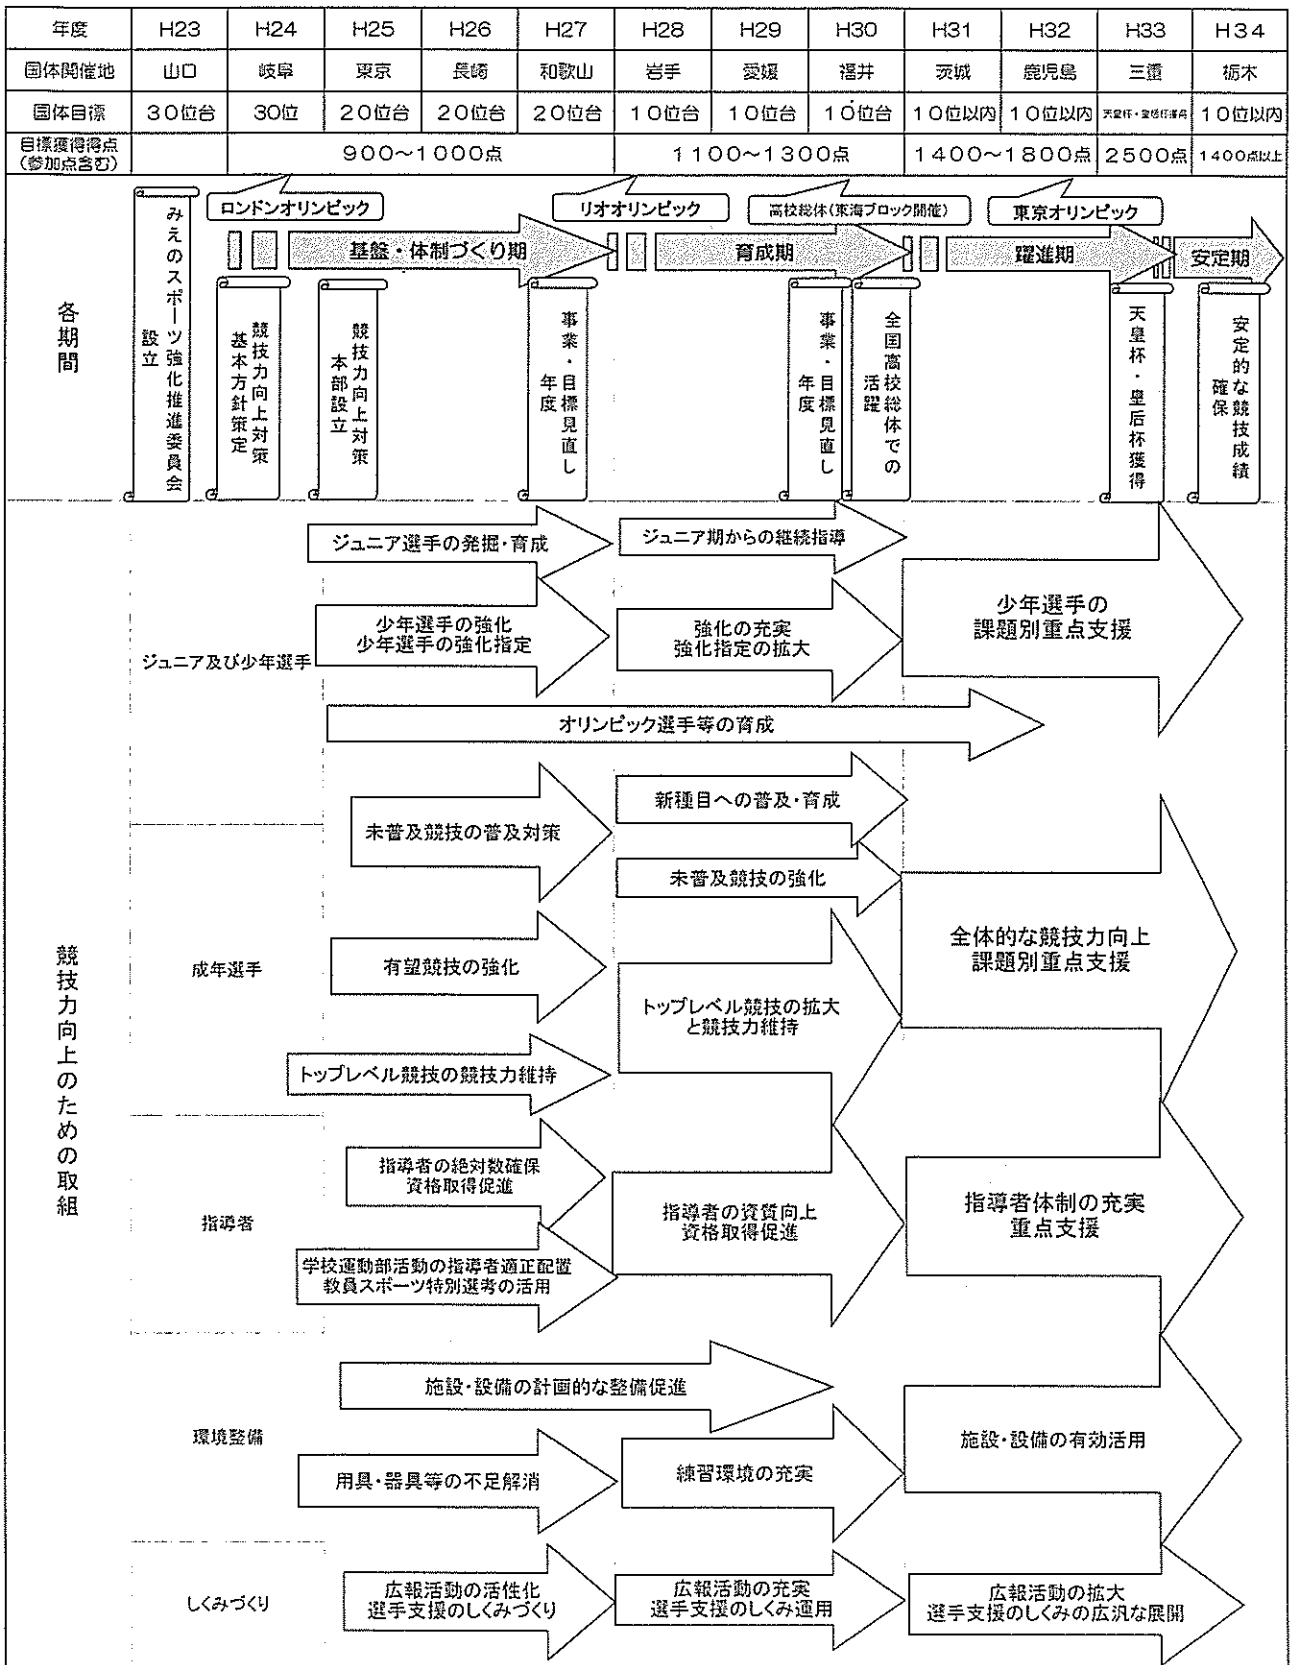 年度 H23 H24 H25 H26 H27 H28 H29 H30 H31 H32 H33 H34
国体開催地 山口 岐阜 東京 長崎 和歌山 岩手 愛媛 福井 茨城 鹿児島 三重 栃木
国体目標 30位台 30位 20位台 20位台 20位台 10位台 10位台 10位台 10位以内 10位以内 天皇杯・皇后杯獲得 10位以内
目標獲得得点
(参加点含む) 900～1000点 1100～1300点 1400～1800点 2500点 1400点以上
ロンドンオリンピック リオオリンピック 高校総体(東海ブロック開催) 東京オリンピック
基盤・体制づくり期 育成期 躍進期 安定期
各期間
みえのスポーツ強化推進委員会
設立
競技力向上対策
基本方針策定
競技力向上対策
本部設立
事業・目標見直し
年度
事業・目標見直し
年度
全国高校総体での
活躍
天皇杯・皇后杯獲得
安定的な競技成績
確保
競技力向上のための取組
ジュニア及び少年選手
ジュニア選手の発掘・育成
ジュニア期からの継続指導
少年選手の強化
少年選手の強化指定
強化の充実
強化指定の拡大
少年選手の
課題別重点支援
オリンピック選手等の育成
成年選手
未普及競技の普及対策
新種目への普及・育成
未普及競技の強化
有望競技の強化
トップレベル競技の競技力維持
トップレベル競技の拡大
と競技力維持
全体的な競技力向上
課題別重点支援
指導者
指導者の絶対数確保
資格取得促進
学校運動部活動の指導者適正配置
教員スポーツ特別選考の活用
指導者の資質向上
資格取得促進
指導者体制の充実
重点支援
環境整備
施設・設備の計画的な整備促進
用具・器具等の不足解消
練習環境の充実
施設・設備の有効活用
しくみづくり
広報活動の活性化
選手支援のしくみづくり
広報活動の充実
選手支援のしくみ運用
広報活動の拡大
選手支援のしくみの広汎な展開